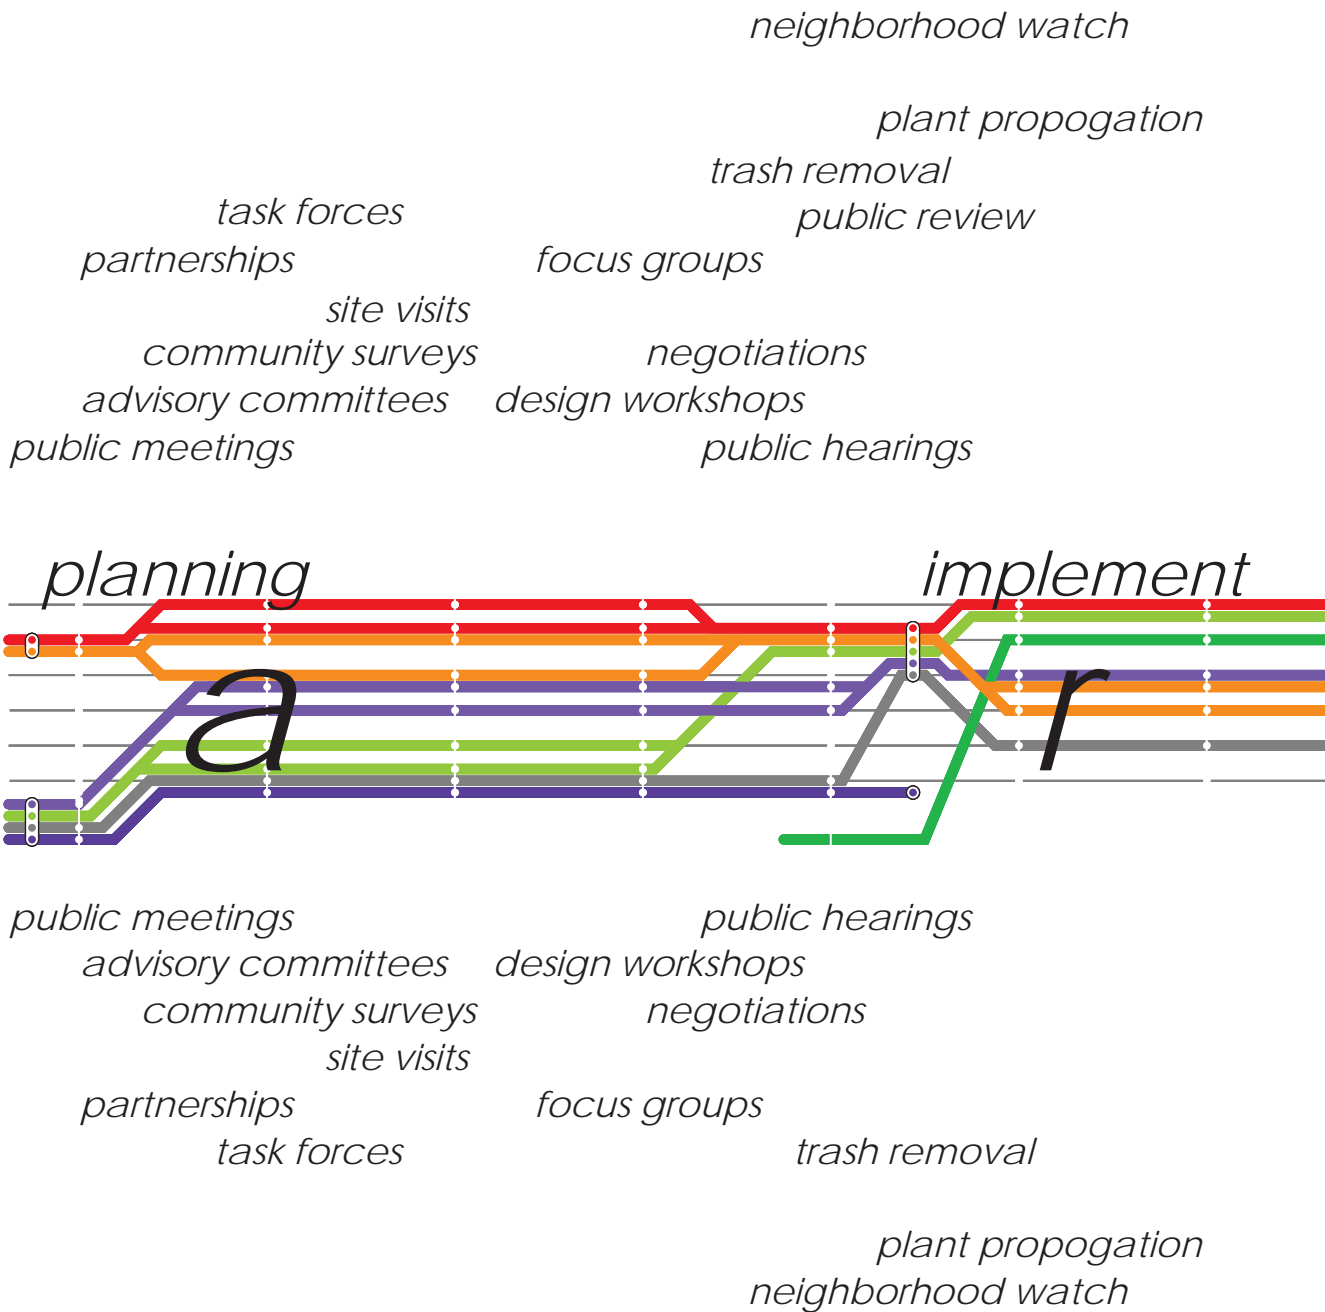 neighborhood watch
plant propogation
trash removal
task forces public review
partnerships focus groups
site visits
community surveys negotiations
advisory committees design workshops
public meetings public hearings
planning implement
a r
public meetings public hearings
advisory committees design workshops
community surveys negotiations
site visits
partnerships focus groups
task forces trash removal
plant propogation
neighborhood watch